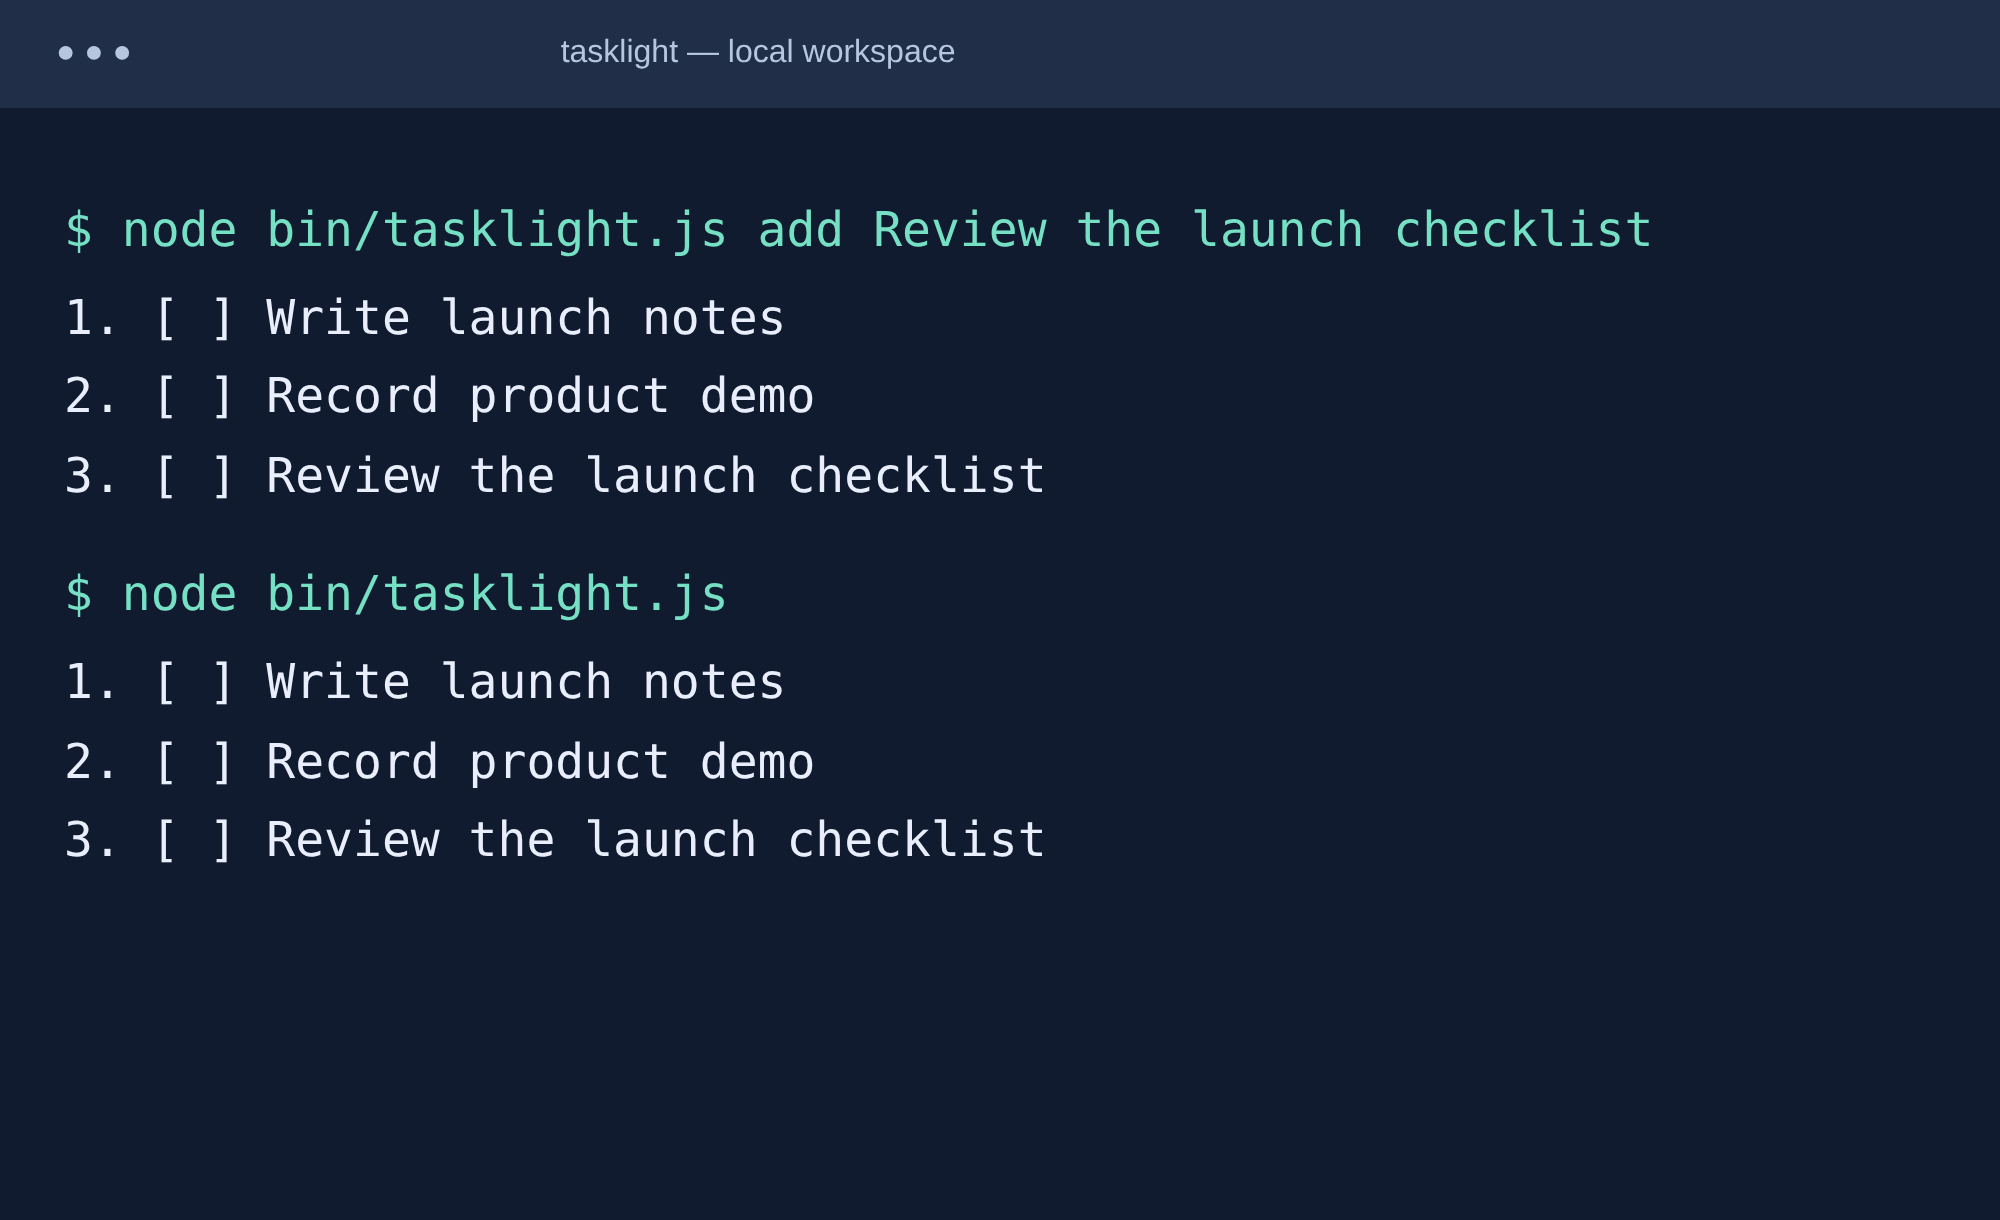 tasklight — local workspace
$ node bin/tasklight.js add Review the launch checklist
1. [ ] Write launch notes
2. [ ] Record product demo
3. [ ] Review the launch checklist
$ node bin/tasklight.js
1. [ ] Write launch notes
2. [ ] Record product demo
3. [ ] Review the launch checklist